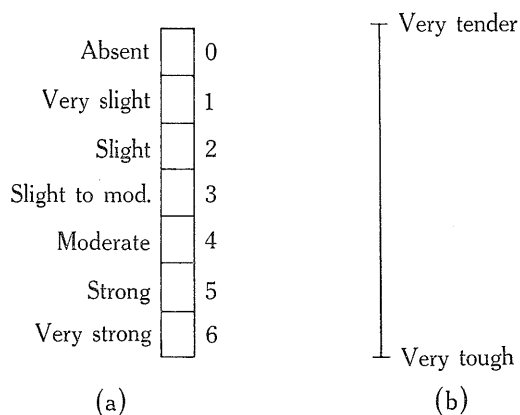 Very tender
Absent 0
Very slight 1
Slight 2
Slight to mod. 3
Moderate 4
Strong 5
Very strong 6
Very tough
(a) (b)